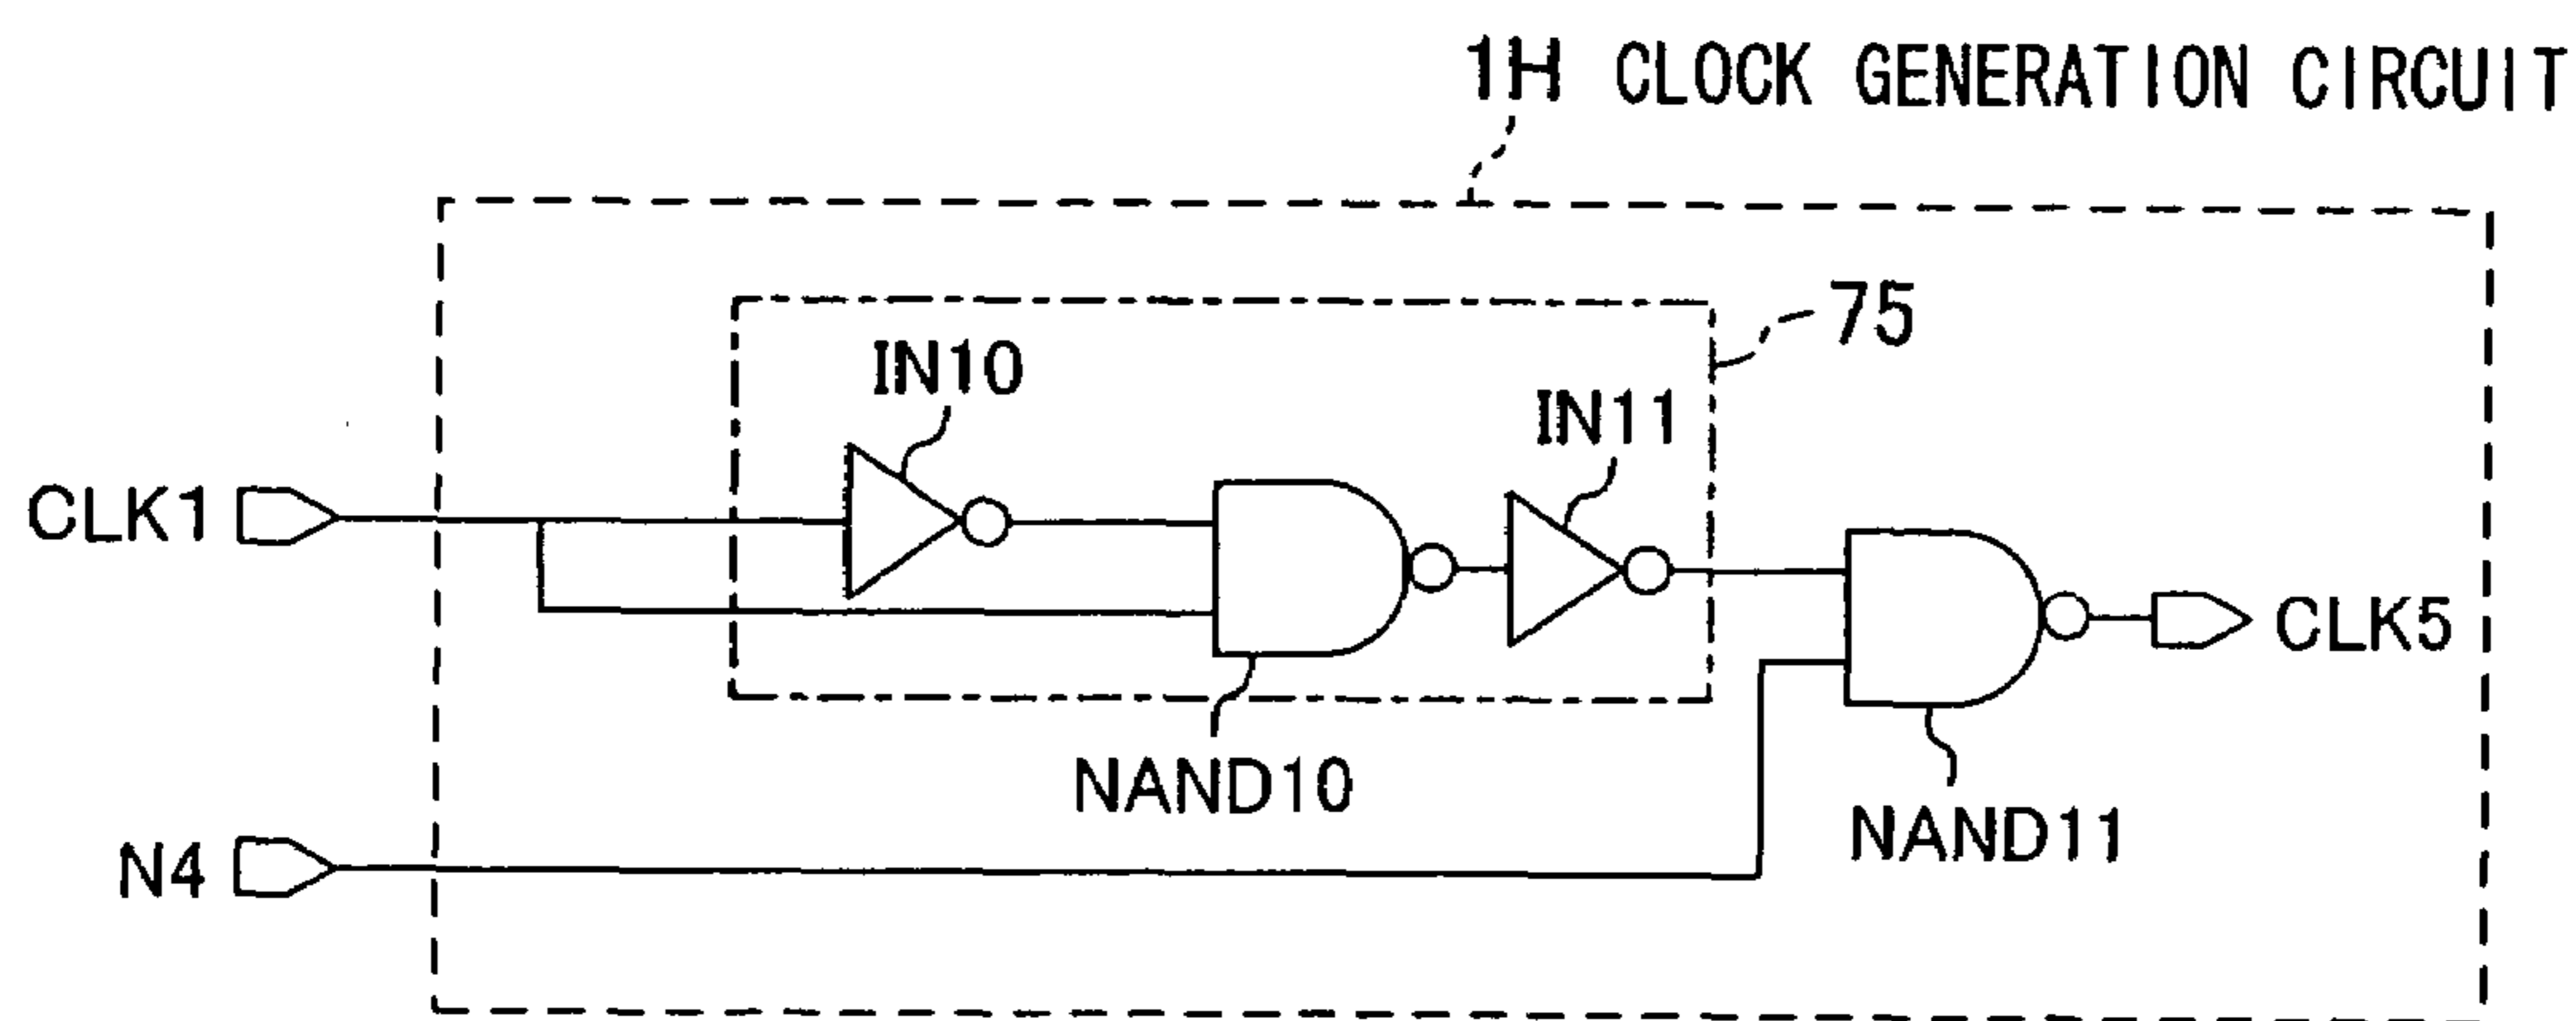 1H CLOCK GENERATION CIRCUIT
75
IN10
IN11
CLK1
CLK5
NAND10
NAND11
N4